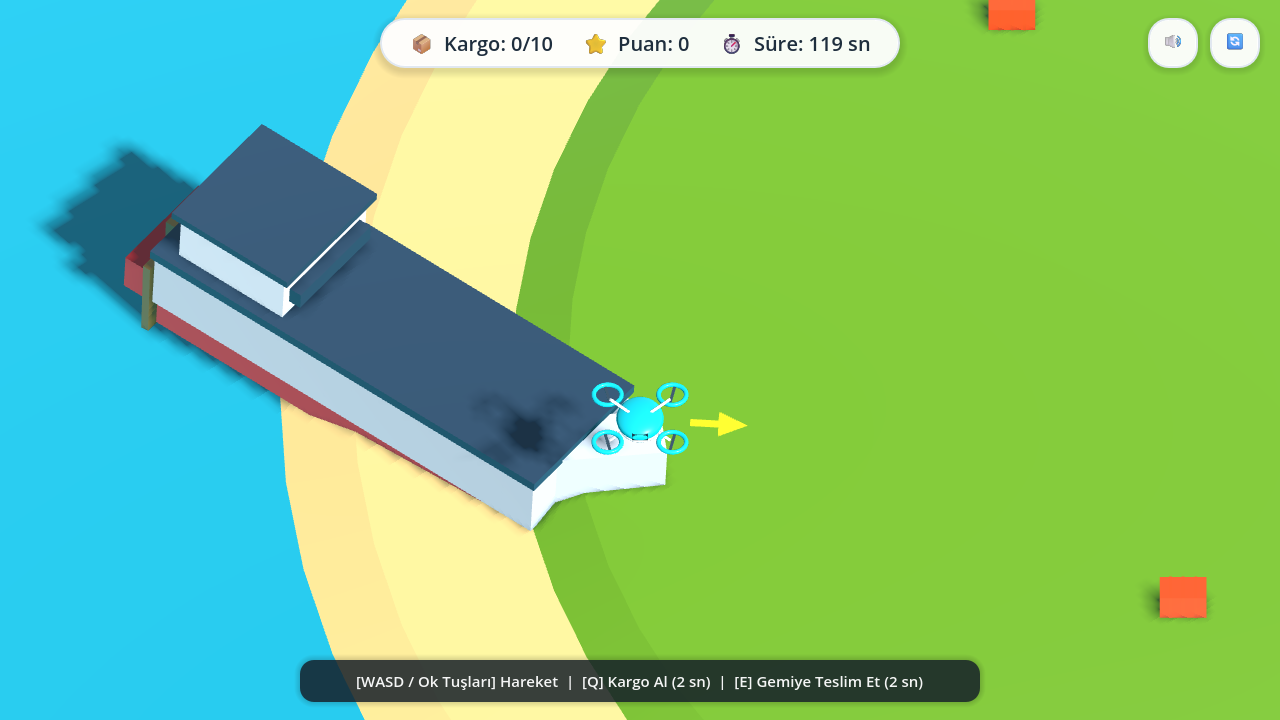 Kargo: 0/10 Puan: 0 Süre: 119 sn
[WASD / Ok Tuşları] Hareket | [Q] Kargo Al (2 sn) | [E] Gemiye Teslim Et (2 sn)